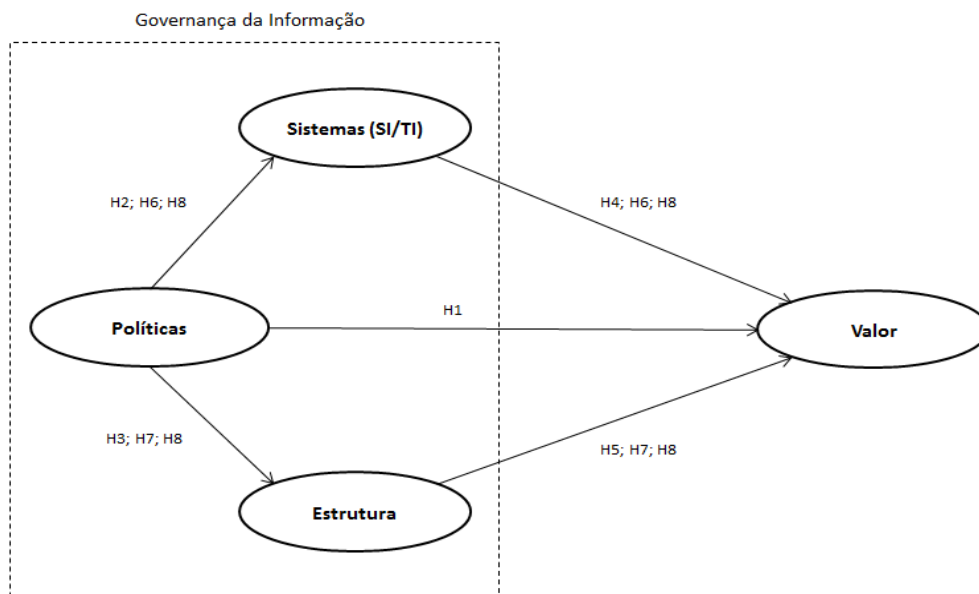 Governança da Informação
Sistemas (SI/TI)
H2; H6; H8
H4; H6; H8
H1
Políticas
Valor
H3; H7; H8
H5; H7; H8
Estrutura